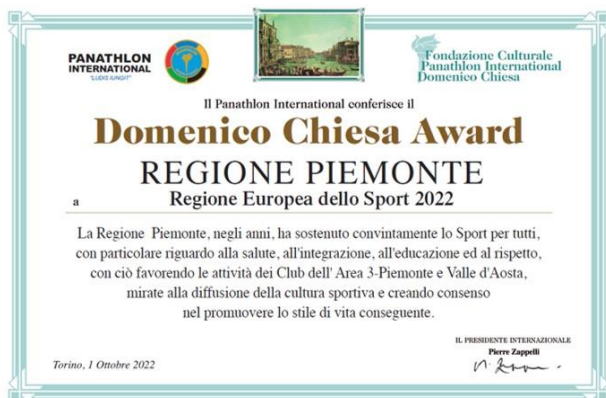 PANATHLON
INTERNATIONAL
"LUDIS IUNGIT"
Fondazione Culturale
Panathlon International
Domenico Chiesa
Il Panathlon International conferisce il
Domenico Chiesa Award
REGIONE PIEMONTE
a Regione Europea dello Sport 2022
La Regione Piemonte, negli anni, ha sostenuto convintamente lo Sport per tutti,
con particolare riguardo alla salute, all'integrazione, all'educazione ed al rispetto,
con ciò favorendo le attività dei Club dell' Area 3-Piemonte e Valle d'Aosta,
mirate alla diffusione della cultura sportiva e creando consenso
nel promuovere lo stile di vita conseguente.
IL PRESIDENTE INTERNAZIONALE
Pierre Zappelli
Torino, 1 Ottobre 2022